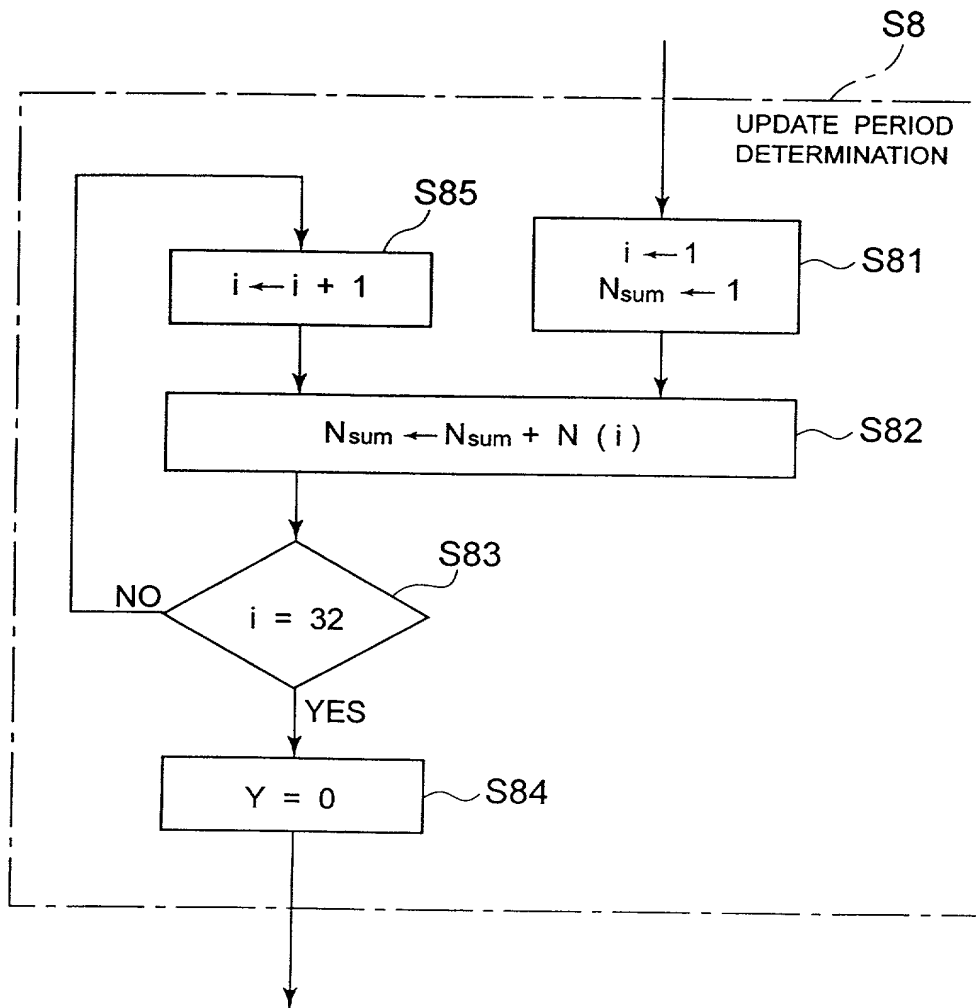 S8
UPDATE PERIOD
DETERMINATION
S85
i ← i + 1
i ← 1
Nsum ← 1
S81
Nsum ← Nsum + N ( i )
S82
S83
NO
i = 32
YES
Y = 0
S84